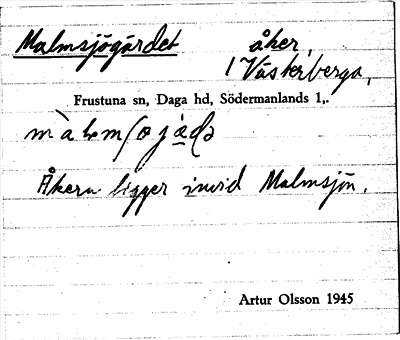 Malmsjögärdet åker,
i Västerberga,
Frustuna sn, Daga hd, Södermanlands l,.
Åkern ligger invid Malmsjön.
Artur Olsson 1945